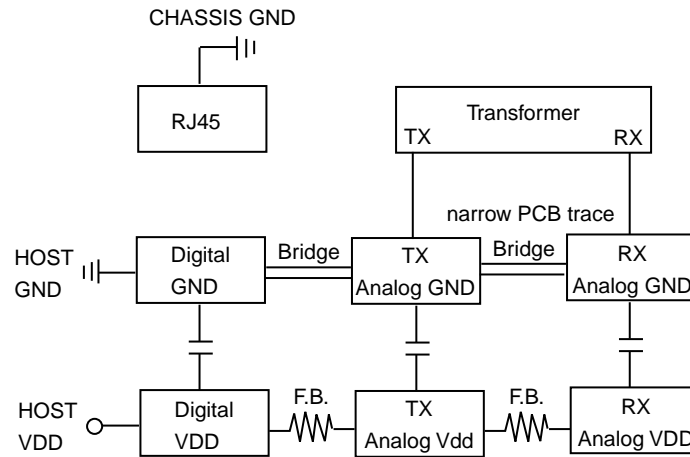 CHASSIS GND
RJ45
Transformer
TX
RX
narrow PCB trace
HOST
GND
Digital
GND
Bridge
TX
Analog GND
Bridge
RX
Analog GND
HOST
VDD
Digital
VDD
F.B.
TX
Analog Vdd
F.B.
RX
Analog VDD